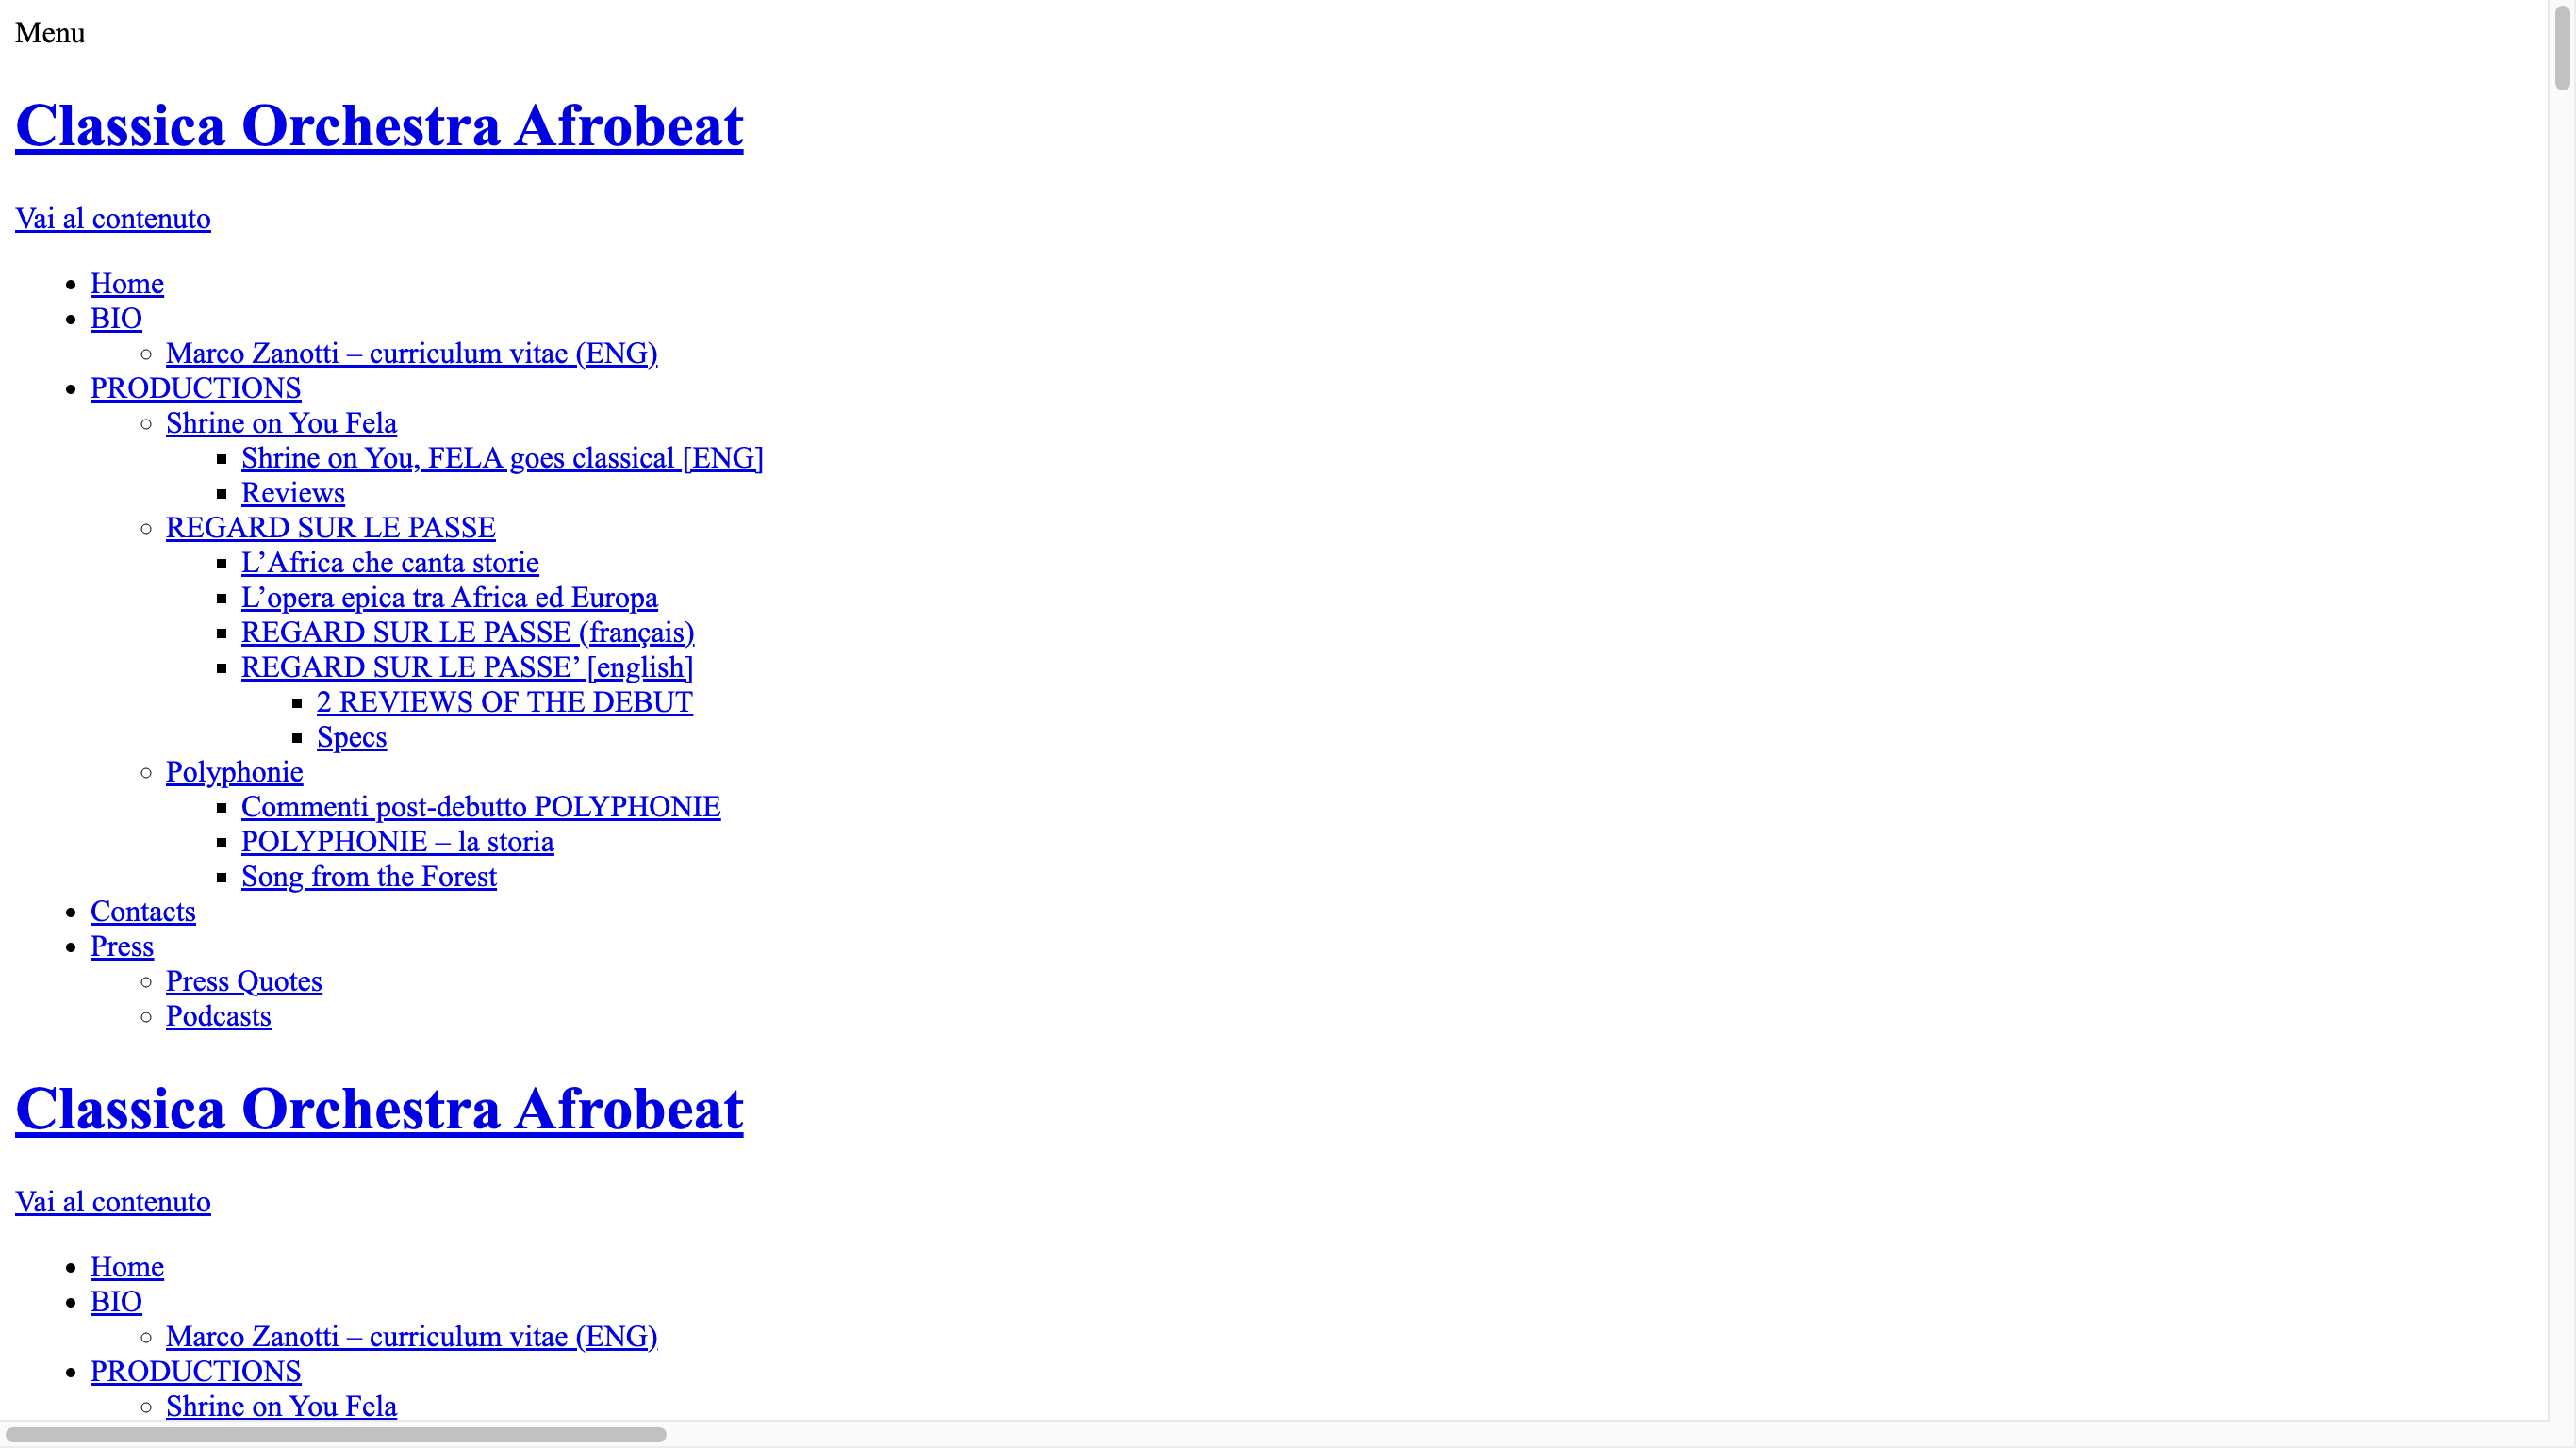 Menu
Classica Orchestra Afrobeat
Vai al contenuto
Home
BIO
Marco Zanotti – curriculum vitae (ENG)
PRODUCTIONS
Shrine on You Fela
Shrine on You, FELA goes classical [ENG]
Reviews
REGARD SUR LE PASSE
L’Africa che canta storie
L’opera epica tra Africa ed Europa
REGARD SUR LE PASSE (français)
REGARD SUR LE PASSE’ [english]
2 REVIEWS OF THE DEBUT
Specs
Polyphonie
Commenti post-debutto POLYPHONIE
POLYPHONIE – la storia
Song from the Forest
Contacts
Press
Press Quotes
Podcasts
Classica Orchestra Afrobeat
Vai al contenuto
Home
BIO
Marco Zanotti – curriculum vitae (ENG)
PRODUCTIONS
Shrine on You Fela